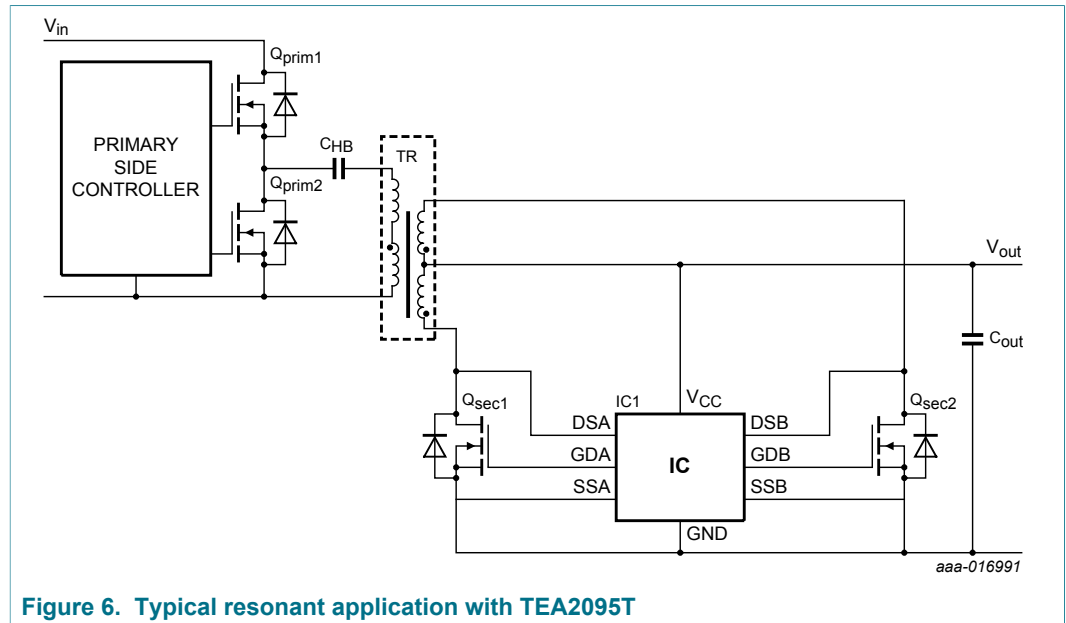 Vin
Qprim1
PRIMARY
SIDE
CONTROLLER
CHB
TR
Qprim2
Vout
Cout
Qsec1
IC1
VCC
Qsec2
DSA
DSB
GDA
IC
GDB
SSA
SSB
GND
aaa-016991
Figure 6. Typical resonant application with TEA2095T